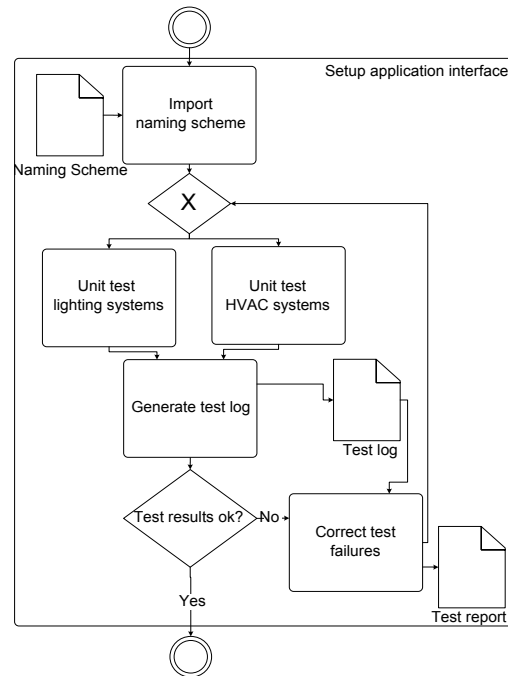 Setup application interface
Import
naming scheme
Naming Scheme
X
Unit test
lighting systems
Unit test
HVAC systems
Generate test log
Test log
Test results ok?
No
Correct test
failures
Yes
Test report